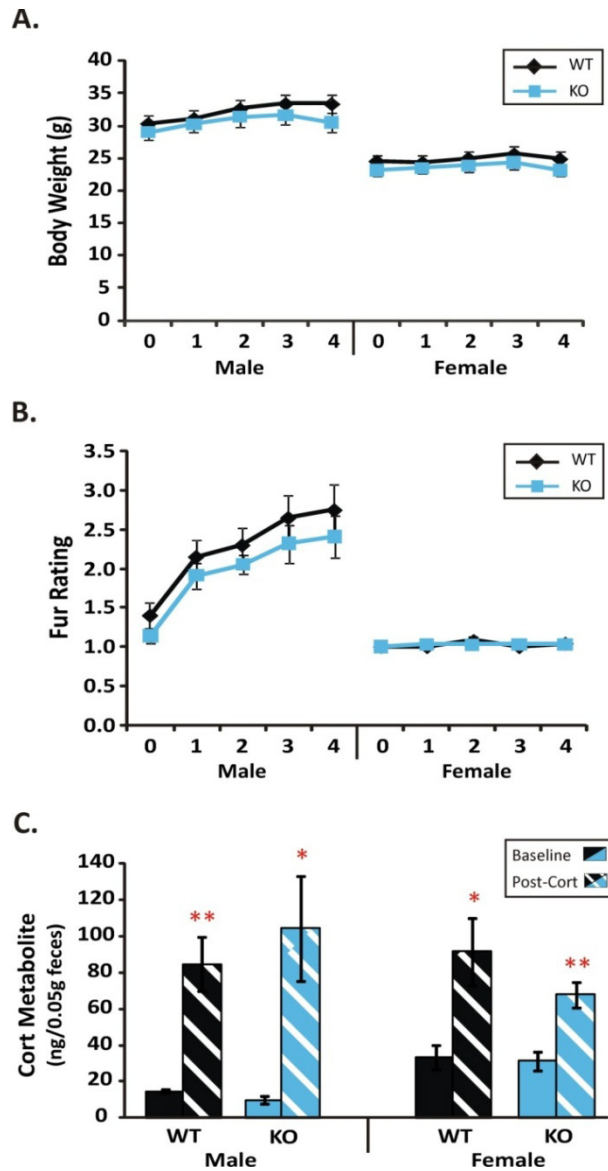 A.
Body Weight (g)
40
35
30
25
20
15
10
5
0
WT
KO
0 1 2 3 4 0 1 2 3 4
Male Female
B.
Fur Rating
3.5
3.0
2.5
2.0
1.5
1.0
0.5
0.0
WT
KO
0 1 2 3 4 0 1 2 3 4
Male Female
C.
Cort Metabolite
(ng/0.05g feces)
140
120
100
80
60
40
20
0
Baseline
Post-Cort
** * * **
WT KO WT KO
Male Female